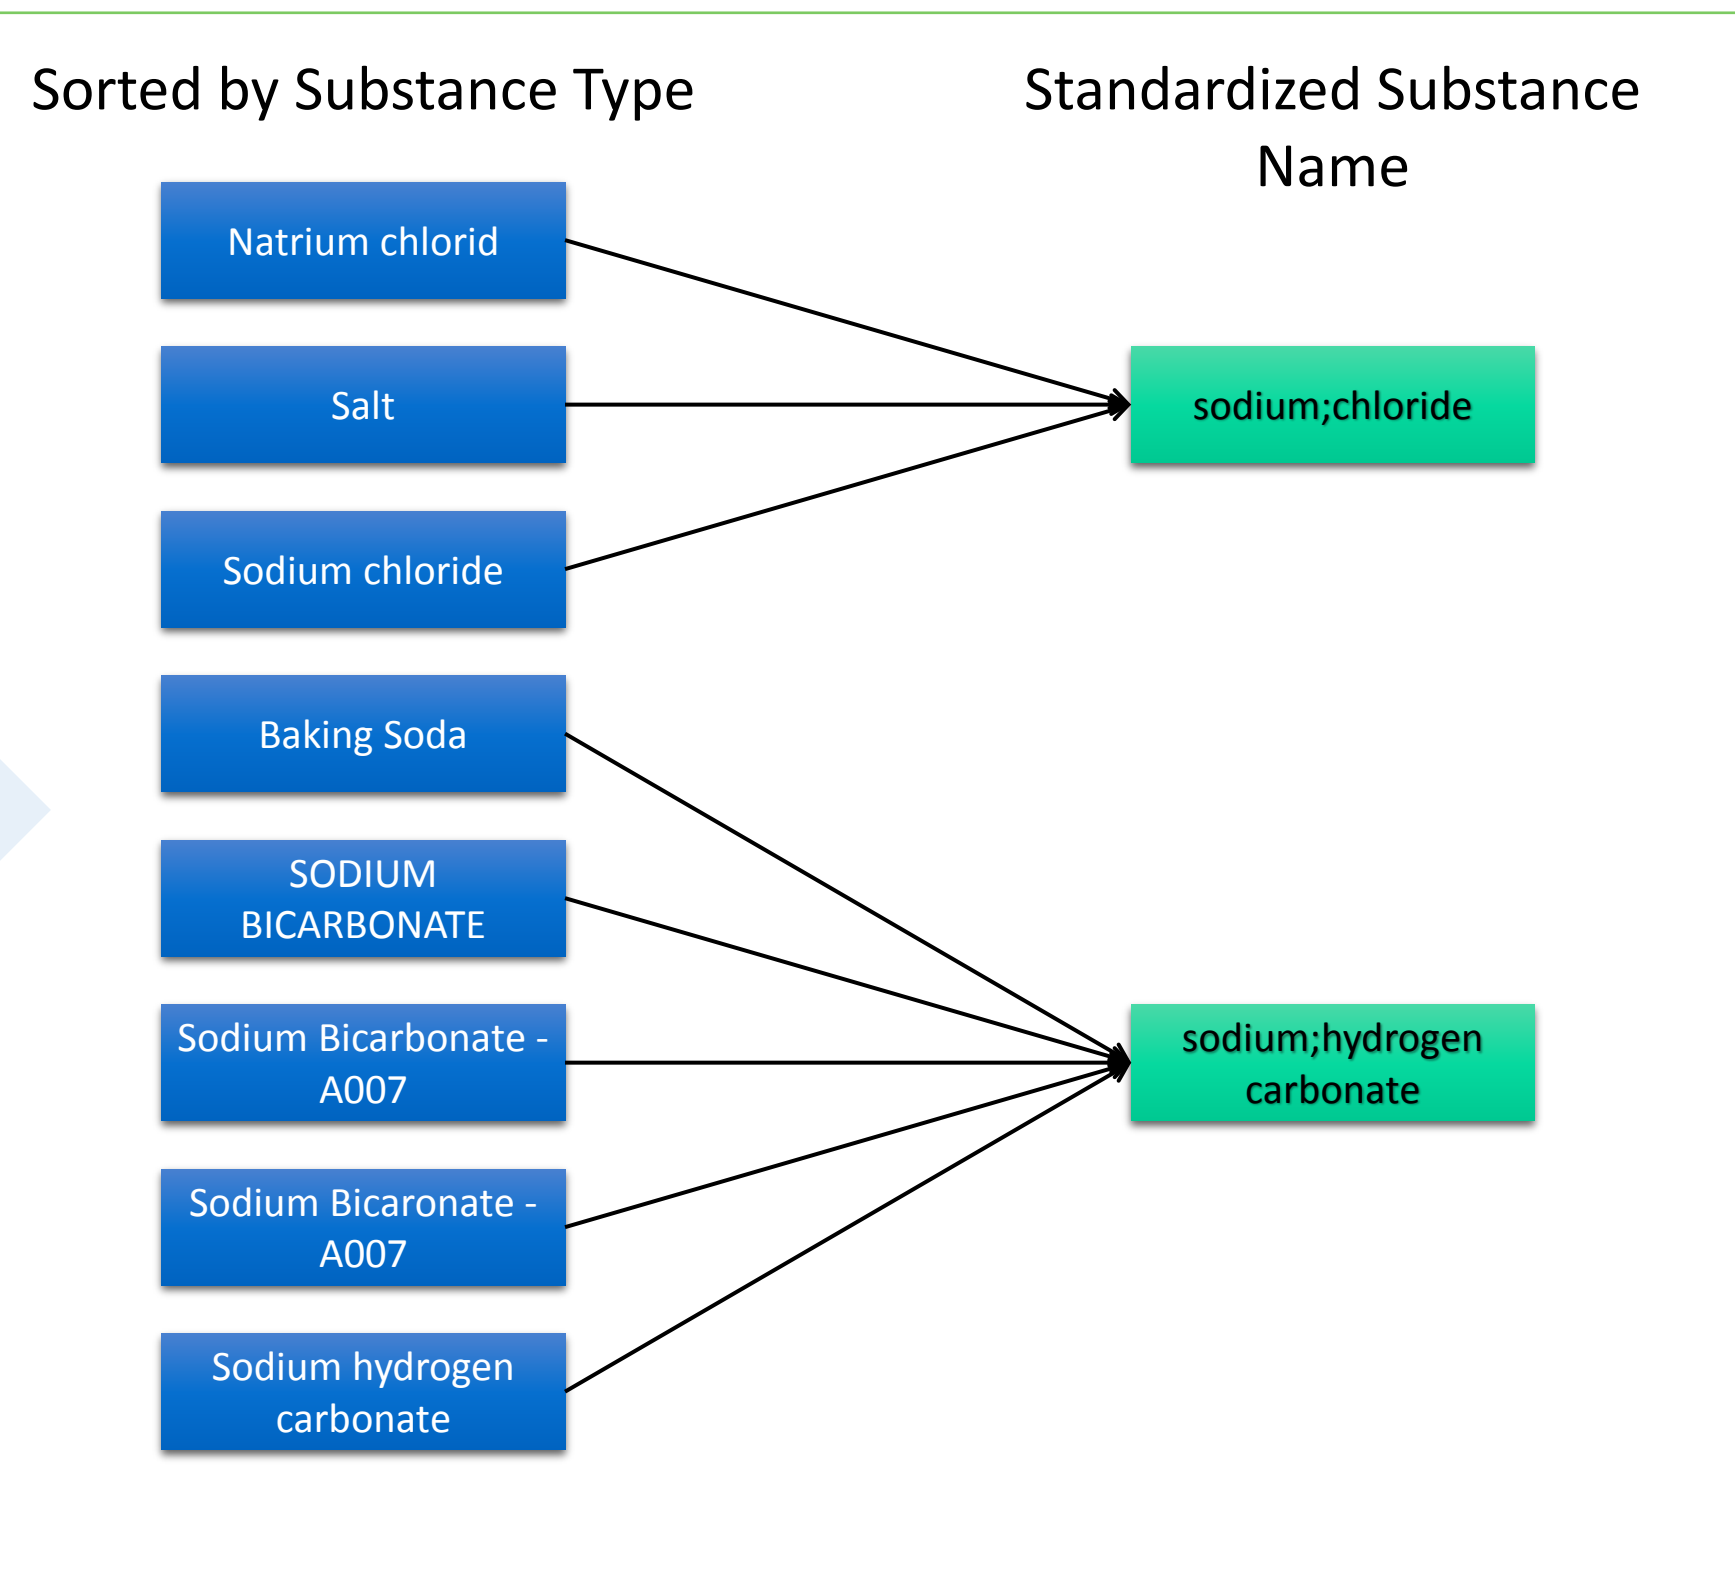 Sorted by Substance Type
Standardized Substance
Name
Natrium chlorid
Salt
sodium;chloride
Sodium chloride
Baking Soda
SODIUM
BICARBONATE
Sodium Bicarbonate -
A007
sodium;hydrogen
carbonate
Sodium Bicaronate -
A007
Sodium hydrogen
carbonate